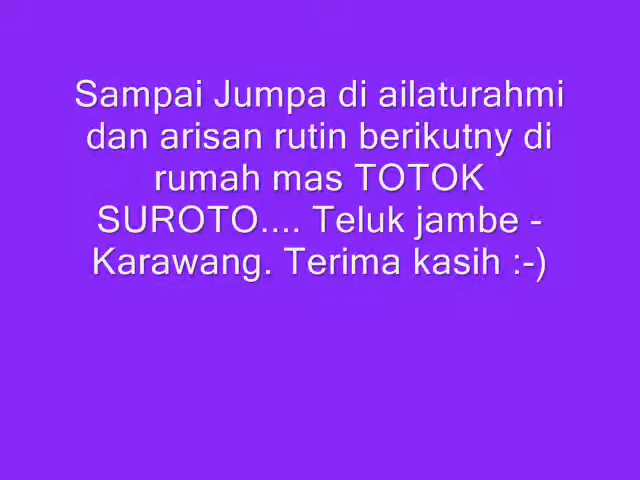 Sampai Jumpa di ailaturahmi
dan arisan rutin berikutny di
rumah mas TOTOK
SUROTO.... Teluk jambe -
Karawang. Terima kasih :-)